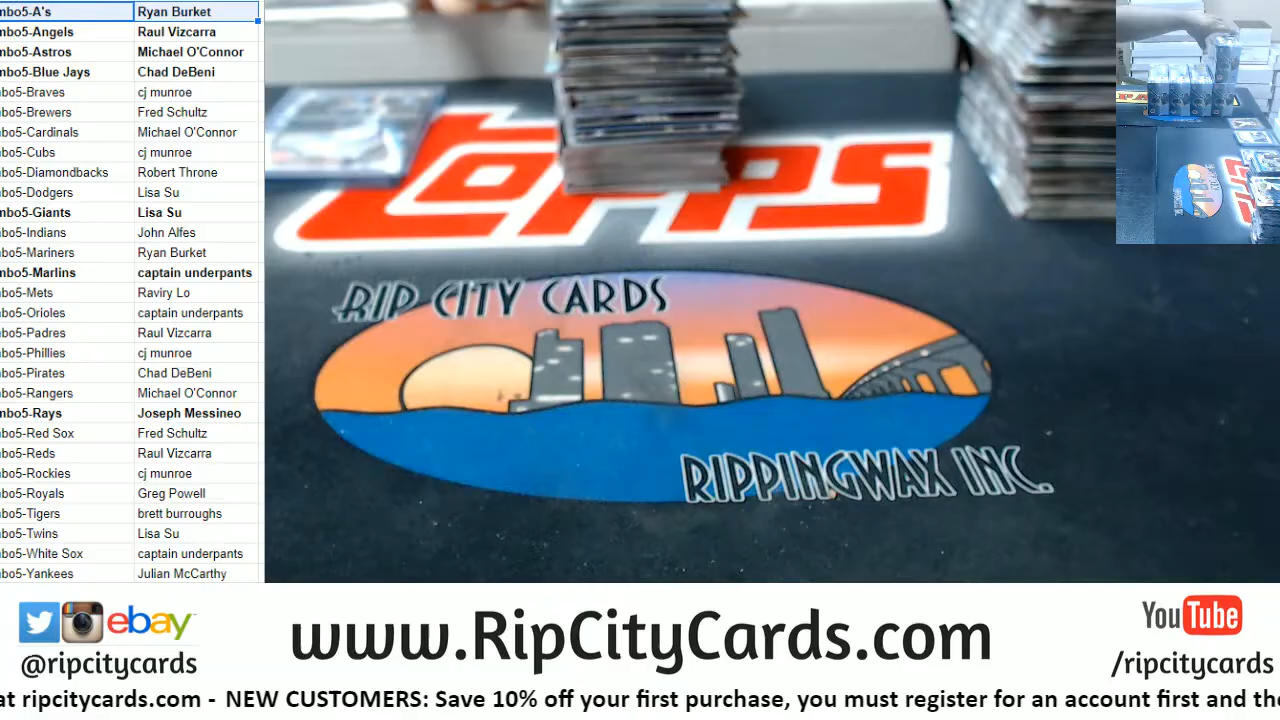 mbo5-A's Ryan Burket
mbo5-Angels Raul Vizcarra
mbo5-Astros Michael O'Connor
mbo5-Blue Jays Chad DeBeni
mbo5-Braves cj munroe
mbo5-Brewers Fred Schultz
mbo5-Cardinals Michael O'Connor
mbo5-Cubs cj munroe
mbo5-Diamondbacks Robert Throne
mbo5-Dodgers Lisa Su
mbo5-Giants Lisa Su
mbo5-Indians John Alfes
mbo5-Mariners Ryan Burket
mbo5-Marlins captain underpants
mbo5-Mets Raviry Lo
mbo5-Orioles captain underpants
mbo5-Padres Raul Vizcarra
mbo5-Phillies cj munroe
mbo5-Pirates Chad DeBeni
mbo5-Rangers Michael O'Connor
mbo5-Rays Joseph Messineo
mbo5-Red Sox Fred Schultz
mbo5-Reds Raul Vizcarra
mbo5-Rockies cj munroe
mbo5-Royals Greg Powell
mbo5-Tigers brett burroughs
mbo5-Twins Lisa Su
mbo5-White Sox captain underpants
mbo5-Yankees Julian McCarthy
TOPPS
RIP CITY CARDS
RIPPINGWAX INC.
ebay
@ripcitycards
www.RipCityCards.com
YouTube
/ripcitycards
at ripcitycards.com - NEW CUSTOMERS: Save 10% off your first purchase, you must register for an account first and the